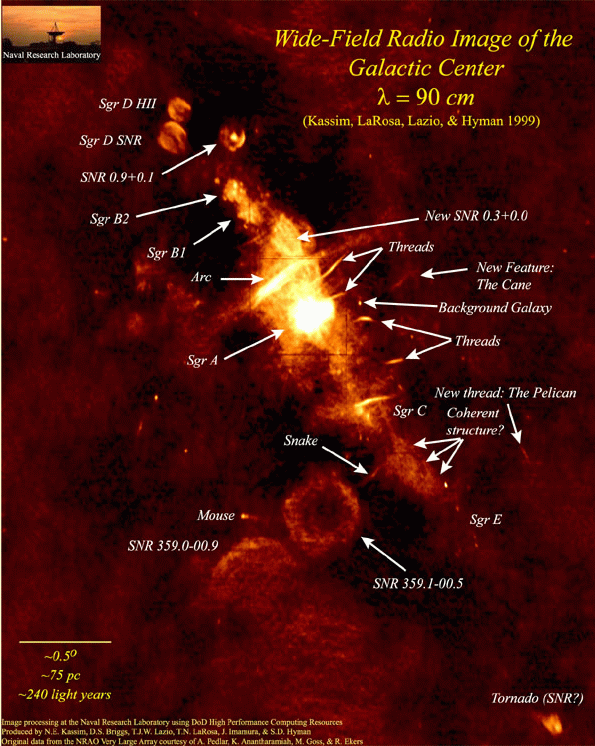 Naval Research Laboratory
Wide-Field Radio Image of the
Galactic Center
λ = 90 cm
(Kassim, LaRosa, Lazio, & Hyman 1999)
Sgr D HII
Sgr D SNR
SNR 0.9+0.1
Sgr B2
New SNR 0.3+0.0
Sgr B1
Threads
Arc
New Feature:
The Cane
Background Galaxy
Threads
Sgr A
New thread: The Pelican
Sgr C
Coherent
structure?
Snake
Sgr E
Mouse
SNR 359.0-00.9
SNR 359.1-00.5
~0.5º
~75 pc
~240 light years
Tornado (SNR?)
Image processing at the Naval Research Laboratory using DoD High Performance Computing Resources
Produced by N.E. Kassim, D.S. Briggs, T.J.W. Lazio, T.N. LaRosa, J. Imamura, & S.D. Hyman
Original data from the NRAO Very Large Array courtesy of A. Pedlar, K. Anantharamiah, M. Goss, & R. Ekers